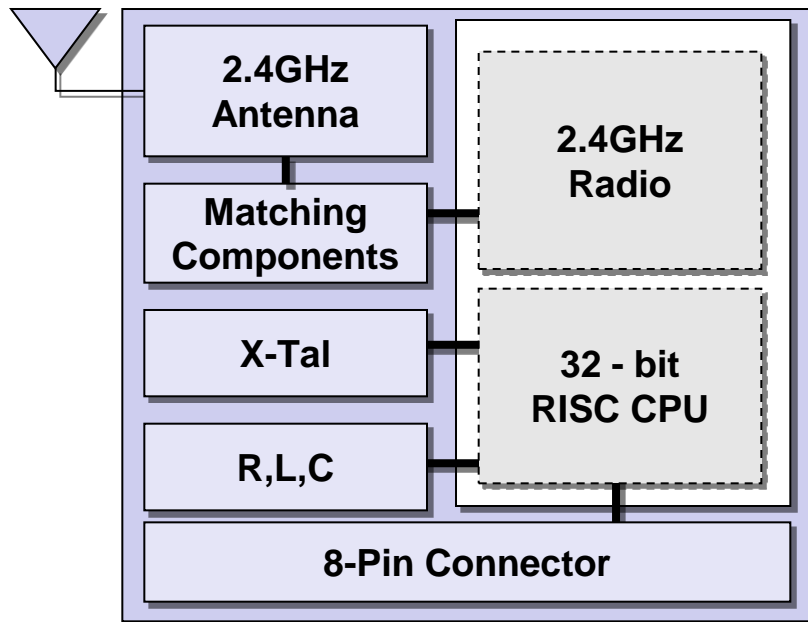 2.4GHz
Antenna
2.4GHz
Radio
Matching
Components
X-Tal
32 - bit
RISC CPU
R,L,C
8-Pin Connector